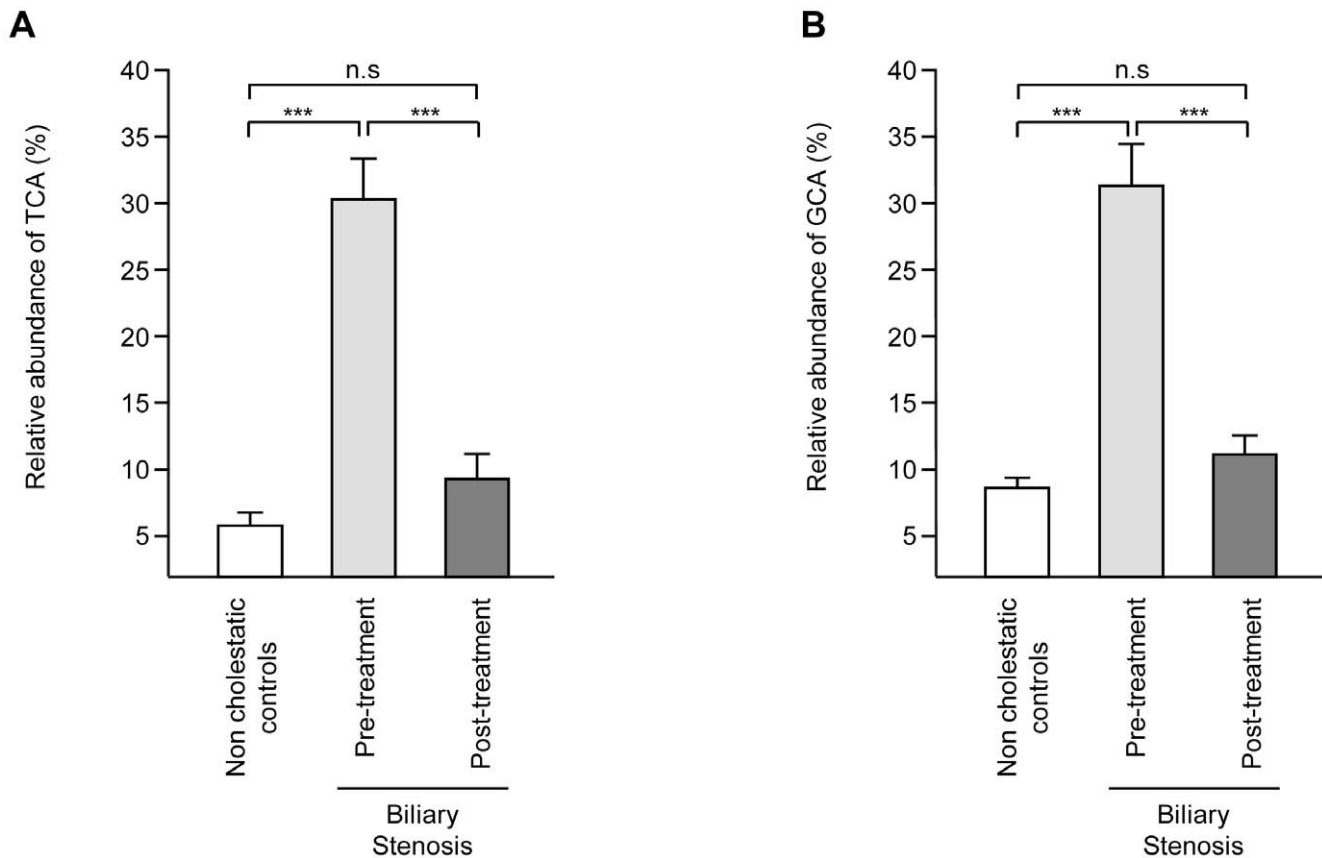 A
Relative abundance of TCA (%)
40
35
30
25
20
15
10
5
n.s
*** ***
Non cholestatic
controls
Pre-treatment
Post-treatment
Biliary
Stenosis
B
Relative abundance of GCA (%)
40
35
30
25
20
15
10
5
n.s
*** ***
Non cholestatic
controls
Pre-treatment
Post-treatment
Biliary
Stenosis